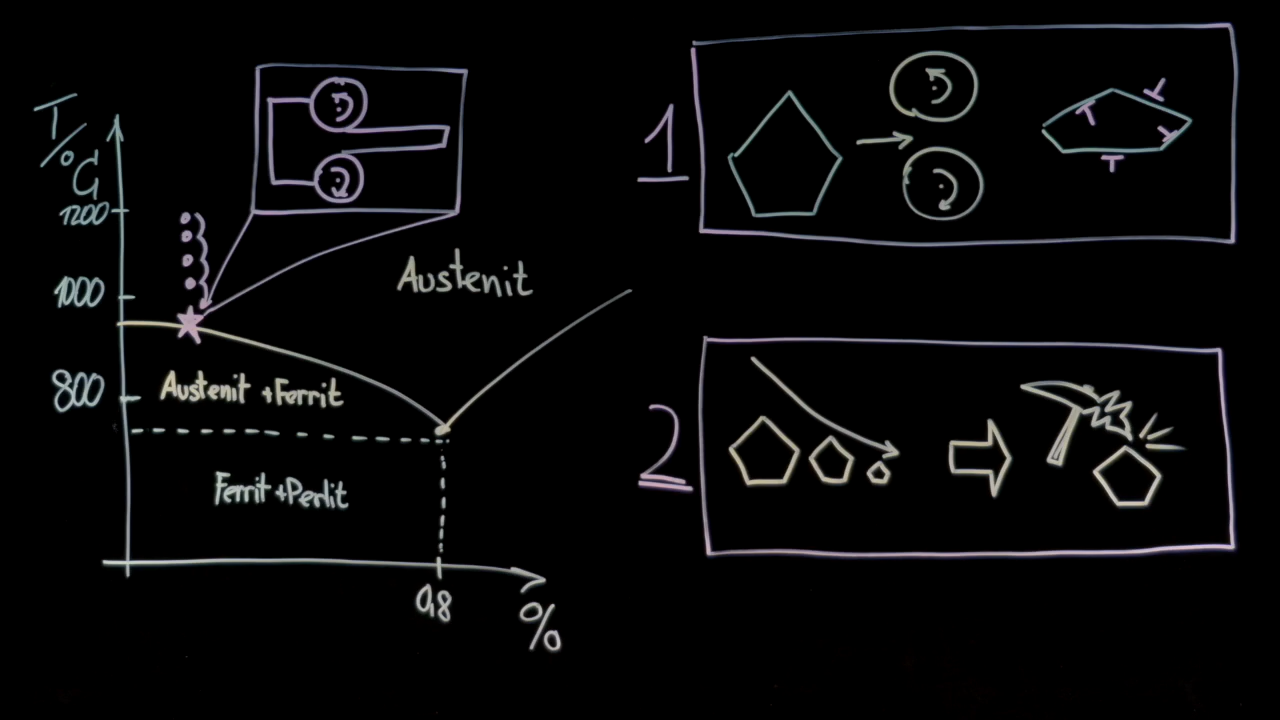 T/°C
1200
1000
800
Austenit
Austenit + Ferrit
Ferrit + Perlit
0,8
%
1
2